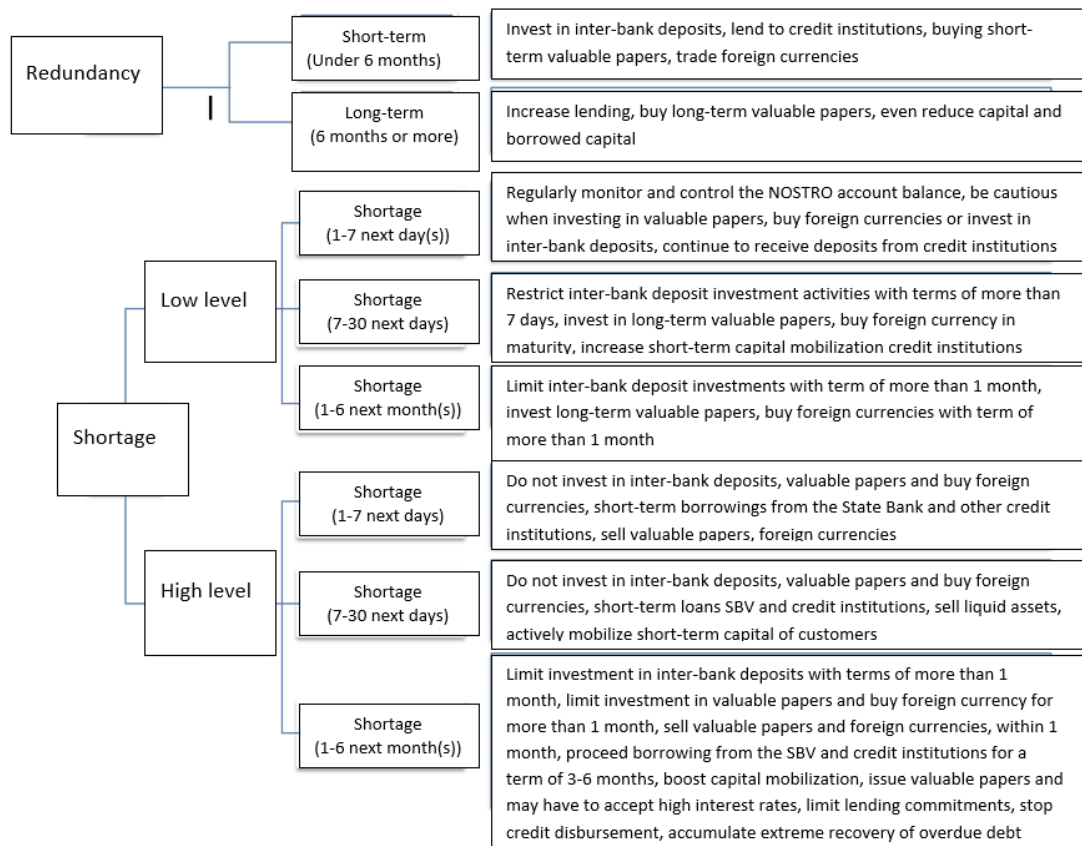 Redundancy
Short-term
(Under 6 months)
Invest in inter-bank deposits, lend to credit institutions, buying short-
term valuable papers, trade foreign currencies
Long-term
(6 months or more)
Increase lending, buy long-term valuable papers, even reduce capital and
borrowed capital
Shortage
Low level
Shortage
(1-7 next day(s))
Regularly monitor and control the NOSTRO account balance, be cautious
when investing in valuable papers, buy foreign currencies or invest in
inter-bank deposits, continue to receive deposits from credit institutions
Shortage
(7-30 next days)
Restrict inter-bank deposit investment activities with terms of more than
7 days, invest in long-term valuable papers, buy foreign currency in
maturity, increase short-term capital mobilization credit institutions
Shortage
(1-6 next month(s))
Limit inter-bank deposit investments with term of more than 1 month,
invest long-term valuable papers, buy foreign currencies with term of
more than 1 month
High level
Shortage
(1-7 next days)
Do not invest in inter-bank deposits, valuable papers and buy foreign
currencies, short-term borrowings from the State Bank and other credit
institutions, sell valuable papers, foreign currencies
Shortage
(7-30 next days)
Do not invest in inter-bank deposits, valuable papers and buy foreign
currencies, short-term loans SBV and credit institutions, sell liquid assets,
actively mobilize short-term capital of customers
Shortage
(1-6 next month(s))
Limit investment in inter-bank deposits with terms of more than 1
month, limit investment in valuable papers and buy foreign currency for
more than 1 month, sell valuable papers and foreign currencies, within 1
month, proceed borrowing from the SBV and credit institutions for a
term of 3-6 months, boost capital mobilization, issue valuable papers and
may have to accept high interest rates, limit lending commitments, stop
credit disbursement, accumulate extreme recovery of overdue debt